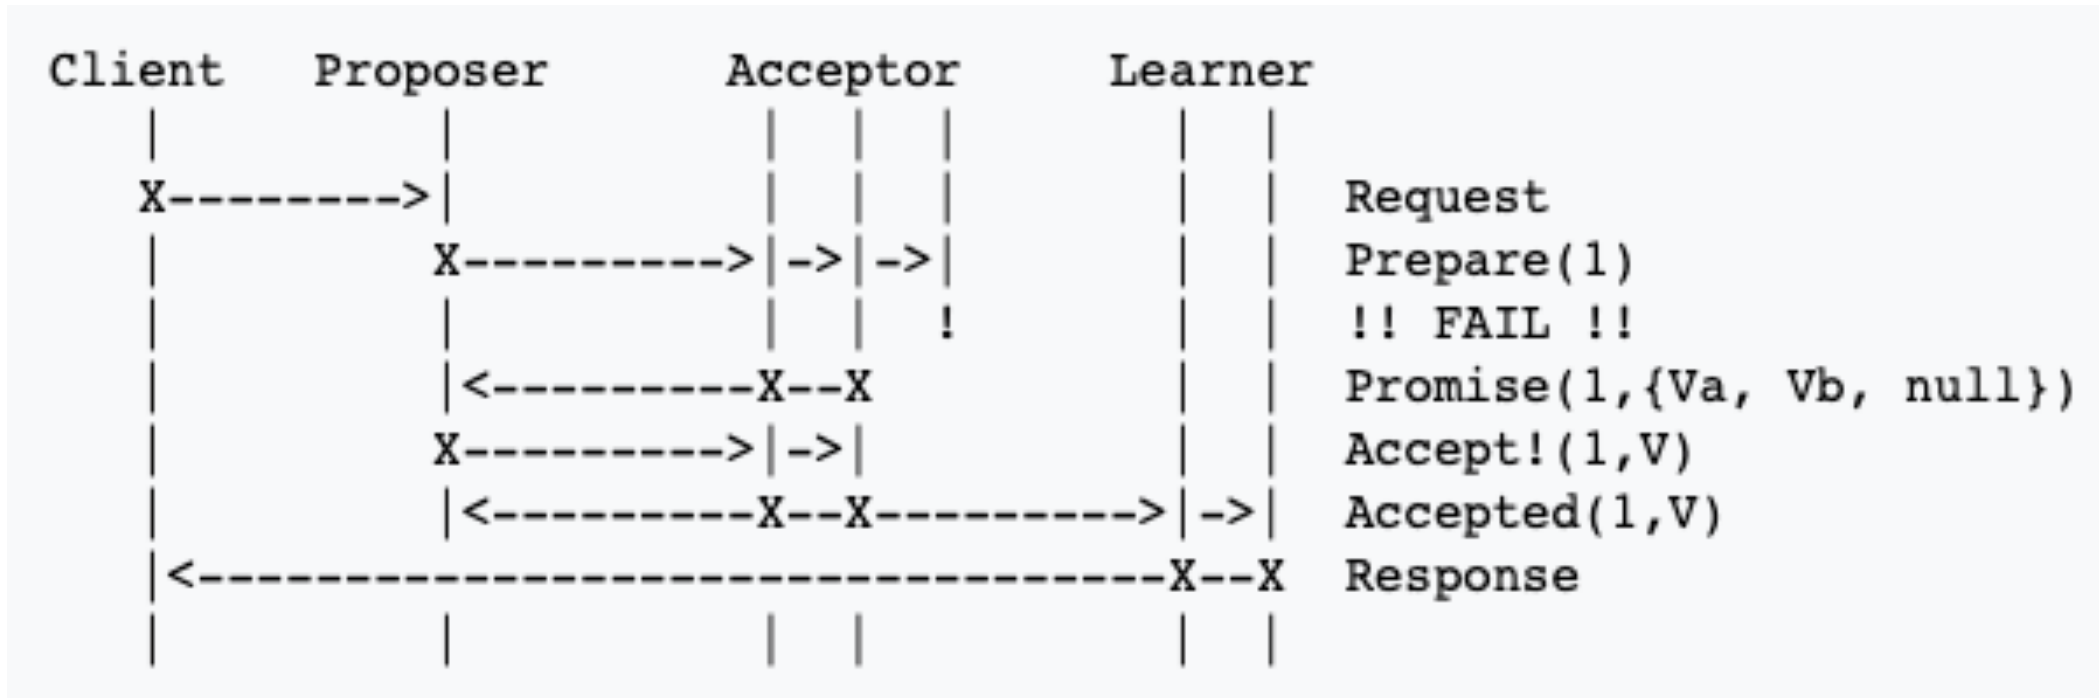 Client   Proposer      Acceptor     Learner
   |         |          |  |  |       |  |
   X-------->|          |  |  |       |  |  Request
   |         X--------->|->|->|       |  |  Prepare(1)
   |         |          |  |  !       |  |  !! FAIL !!
   |         |<---------X--X          |  |  Promise(1,{Va, Vb, null})
   |         X--------->|->|          |  |  Accept!(1,V)
   |         |<---------X--X--------->|->|  Accepted(1,V)
   |<---------------------------------X--X  Response
   |         |          |  |          |  |